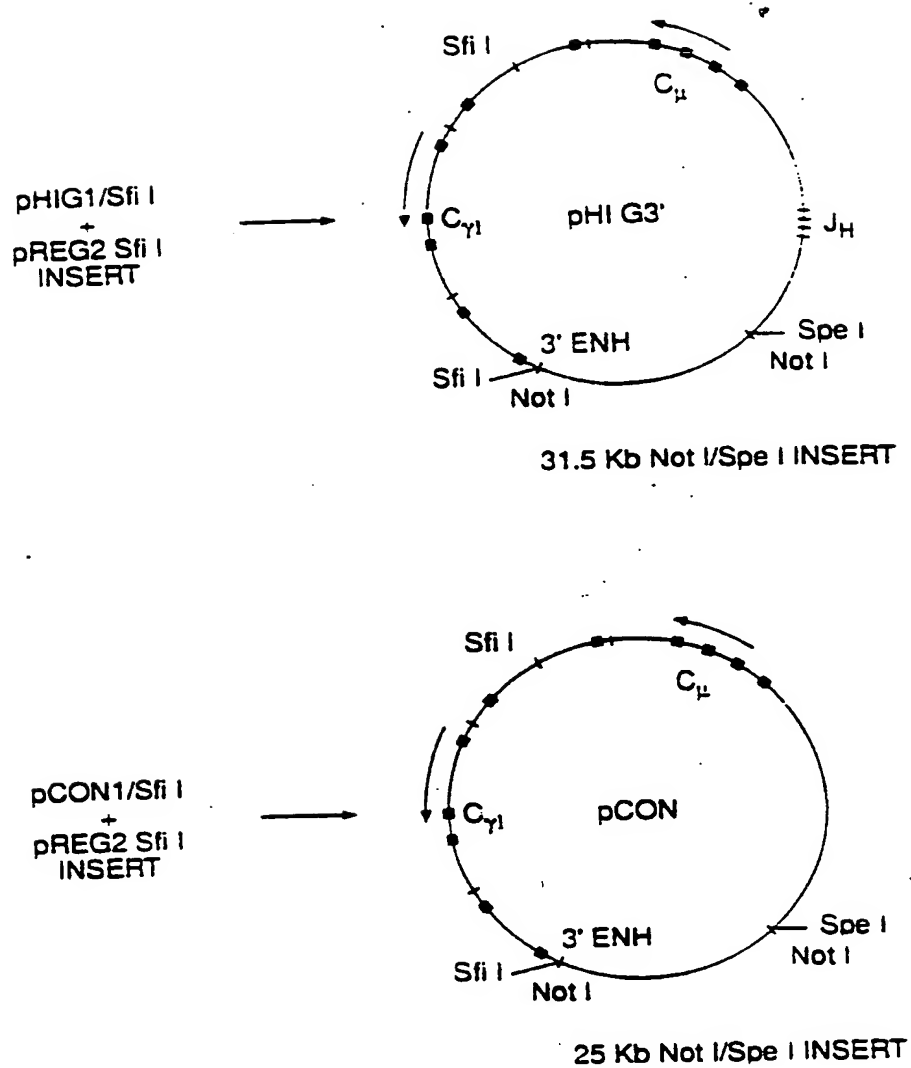 Sfi I
Cμ
pHIG1/Sfi I
+
pREG2 Sfi I
INSERT
Cγ1
pHI G3'
JH
3' ENH
Spe I
Sfi I
Not I
Not I
31.5 Kb Not I/Spe I INSERT
Sfi I
Cμ
pCON1/Sfi I
+
pREG2 Sfi I
INSERT
Cγ1
pCON
3' ENH
Spe I
Sfi I
Not I
Not I
25 Kb Not I/Spe I INSERT